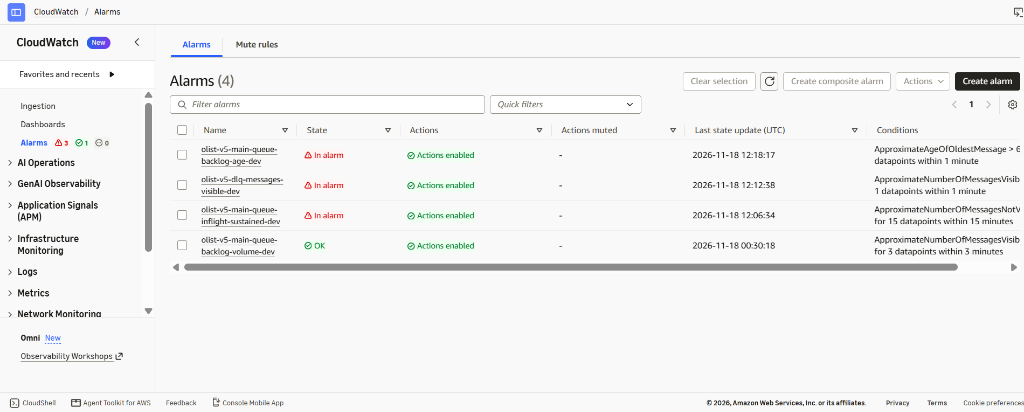 CloudWatch > Alarms
CloudWatch New
Favorites and recents
Ingestion
Dashboards
Alarms 3 1 0
AI Operations
GenAI Observability
Application Signals
(APM)
Infrastructure
Monitoring
Logs
Metrics
Network Monitoring
Omni New
Observability Workshops
Alarms Mute rules
Alarms (4)
Clear selection Create composite alarm Actions Create alarm
Filter alarms Quick filters 1
Name State Actions Actions muted Last state update (UTC) Conditions
olist-v5-main-queue-
backlog-age-dev
In alarm Actions enabled - 2026-11-18 12:18:17
ApproximateAgeOfOldestMessage > 6
datapoints within 1 minute
olist-v5-dlq-messages-
visible-dev
In alarm Actions enabled - 2026-11-18 12:12:38
ApproximateNumberOfMessagesVisib
1 datapoints within 1 minute
olist-v5-main-queue-
inflight-sustained-dev
In alarm Actions enabled - 2026-11-18 12:06:34
ApproximateNumberOfMessagesNotV
for 15 datapoints within 15 minutes
olist-v5-main-queue-
backlog-volume-dev
OK Actions enabled - 2026-11-18 00:30:18
ApproximateNumberOfMessagesVisib
for 3 datapoints within 3 minutes
CloudShell Agent Toolkit for AWS Feedback Console Mobile App © 2026, Amazon Web Services, Inc. or its affiliates. Privacy Terms Cookie preferences